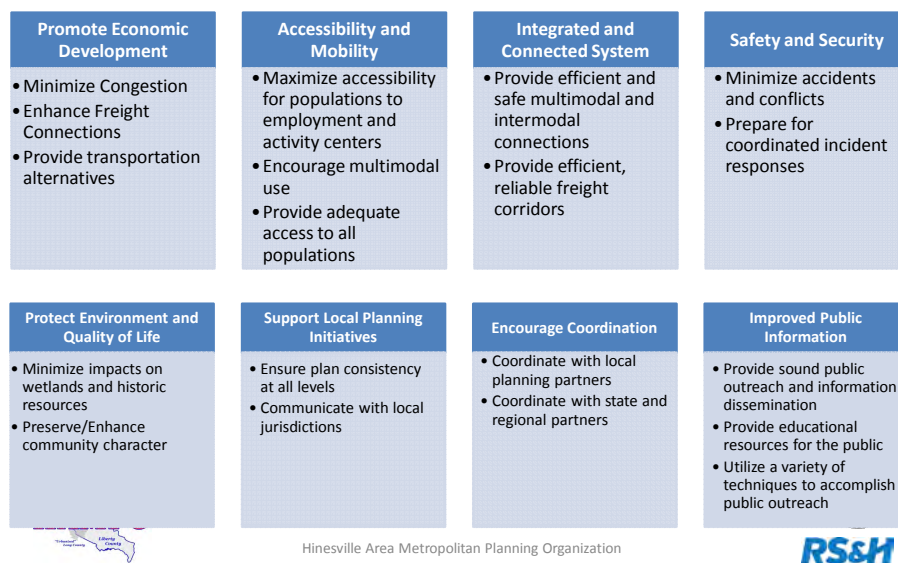 Promote Economic
Development
• Minimize Congestion
• Enhance Freight
Connections
• Provide transportation
alternatives
Accessibility and
Mobility
• Maximize accessibility
for populations to
employment and
activity centers
• Encourage multimodal
use
• Provide adequate
access to all
populations
Integrated and
Connected System
• Provide efficient and
safe multimodal and
intermodal
connections
• Provide efficient,
reliable freight
corridors
Safety and Security
• Minimize accidents
and conflicts
• Prepare for
coordinated incident
responses
Protect Environment and
Quality of Life
• Minimize impacts on
wetlands and historic
resources
• Preserve/Enhance
community character
Support Local Planning
Initiatives
• Ensure plan consistency
at all levels
• Communicate with local
jurisdictions
Encourage Coordination
• Coordinate with local
planning partners
• Coordinate with state and
regional partners
Improved Public
Information
• Provide sound public
outreach and information
dissemination
• Provide educational
resources for the public
• Utilize a variety of
techniques to accomplish
public outreach
Liberty
County
Hinesville Area Metropolitan Planning Organization
RS&H